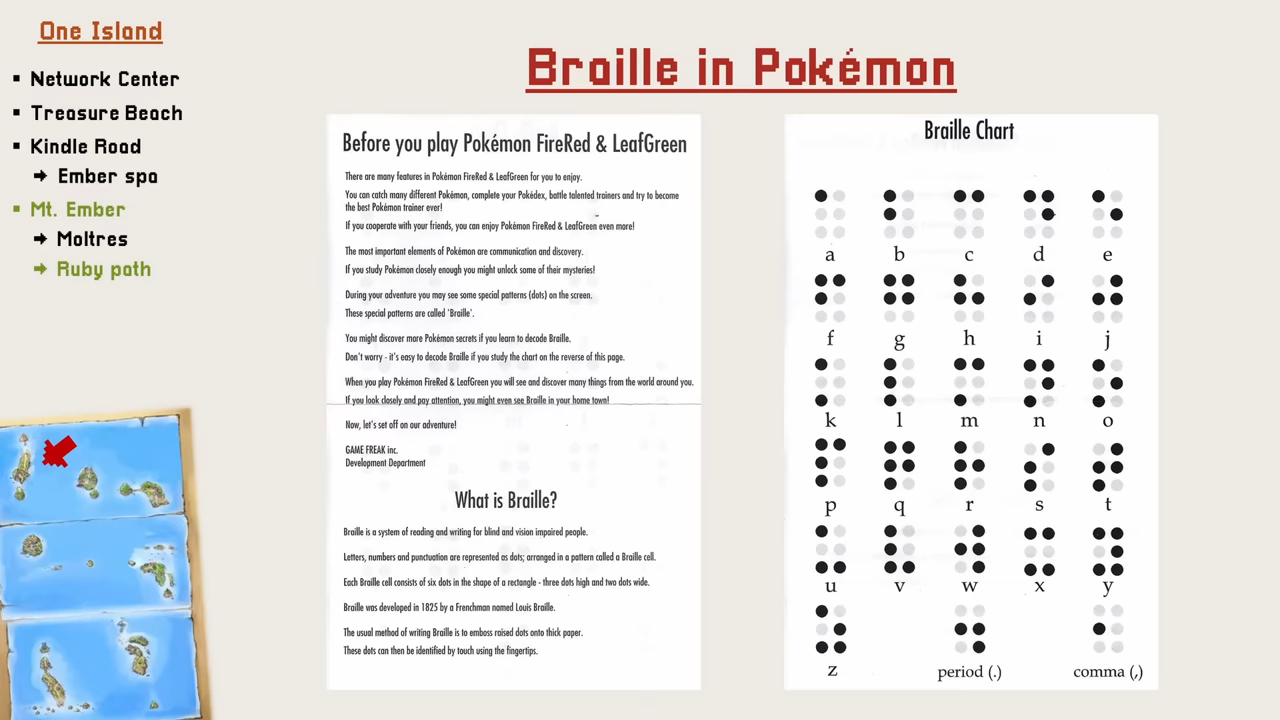 One Island
▪ Network Center
▪ Treasure Beach
▪ Kindle Road
→ Ember spa
▪ Mt. Ember
→ Moltres
→ Ruby path
Braille in Pokémon
Before you play Pokémon FireRed & LeafGreen
There are many features in Pokémon FireRed & LeafGreen for you to enjoy.
You can catch many different Pokémon, complete your Pokédex, battle talented trainers and try to become
the best Pokémon trainer ever!
If you cooperate with your friends, you can enjoy Pokémon FireRed & LeafGreen even more!
The most important elements of Pokémon are communication and discovery.
If you study Pokémon closely enough you might unlock some of their mysteries!
During your adventure you may see some special patterns (dots) on the screen.
These special patterns are called 'Braille'.
You might discover more Pokémon secrets if you learn to decode Braille.
Don't worry - it's easy to decode Braille if you study the chart on the reverse of this page.
When you play Pokémon FireRed & LeafGreen you will see and discover many things from the world around you.
If you look closely and pay attention, you might even see Braille in your home town!
Now, let's set off on our adventure!
GAME FREAK inc.
Development Department
What is Braille?
Braille is a system of reading and writing for blind and vision impaired people.
Letters, numbers and punctuation are represented as dots; arranged in a pattern called a Braille cell.
Each Braille cell consists of six dots in the shape of a rectangle - three dots high and two dots wide.
Braille was developed in 1825 by a Frenchman named Louis Braille.
The usual method of writing Braille is to emboss raised dots onto thick paper.
These dots can then be identified by touch using the fingertips.
Braille Chart
a b c d e
f g h i j
k l m n o
p q r s t
u v w x y
z period (.) comma (,)